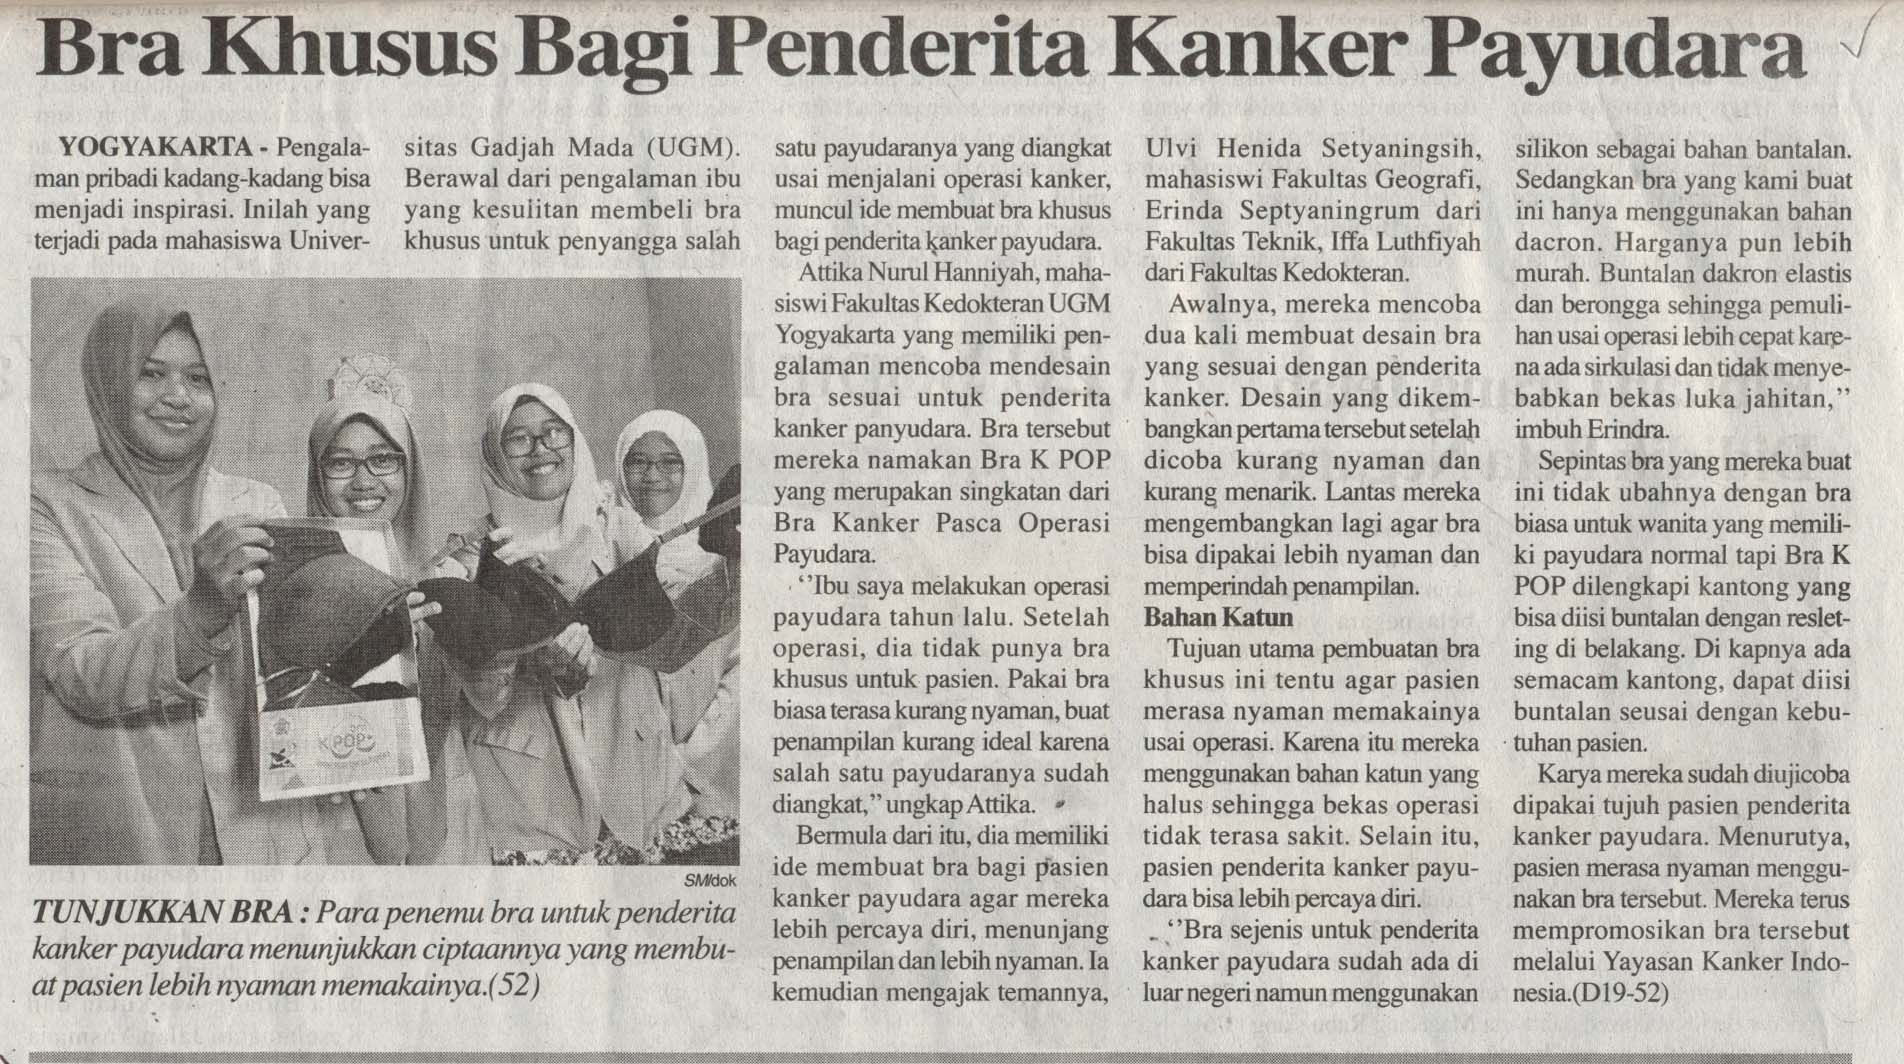 Bra Khusus Bagi Penderita Kanker Payudara
YOGYAKARTA - Pengala-
man pribadi kadang-kadang bisa
menjadi inspirasi. Inilah yang
terjadi pada mahasiswa Univer-
sitas Gadjah Mada (UGM).
Berawal dari pengalaman ibu
yang kesulitan membeli bra
khusus untuk penyangga salah
K POP
SM/dok
TUNJUKKAN BRA : Para penemu bra untuk penderita
kanker payudara menunjukkan ciptaannya yang membu-
at pasien lebih nyaman memakainya.(52)
satu payudaranya yang diangkat
usai menjalani operasi kanker,
muncul ide membuat bra khusus
bagi penderita kanker payudara.
Attika Nurul Hanniyah, maha-
siswi Fakultas Kedokteran UGM
Yogyakarta yang memiliki pen-
galaman mencoba mendesain
bra sesuai untuk penderita
kanker panyudara. Bra tersebut
mereka namakan Bra K POP
yang merupakan singkatan dari
Bra Kanker Pasca Operasi
Payudara.
‘’Ibu saya melakukan operasi
payudara tahun lalu. Setelah
operasi, dia tidak punya bra
khusus untuk pasien. Pakai bra
biasa terasa kurang nyaman, buat
penampilan kurang ideal karena
salah satu payudaranya sudah
diangkat,’’ ungkap Attika.
Bermula dari itu, dia memiliki
ide membuat bra bagi pasien
kanker payudara agar mereka
lebih percaya diri, menunjang
penampilan dan lebih nyaman. Ia
kemudian mengajak temannya,
Ulvi Henida Setyaningsih,
mahasiswi Fakultas Geografi,
Erinda Septyaningrum dari
Fakultas Teknik, Iffa Luthfiyah
dari Fakultas Kedokteran.
Awalnya, mereka mencoba
dua kali membuat desain bra
yang sesuai dengan penderita
kanker. Desain yang dikem-
bangkan pertama tersebut setelah
dicoba kurang nyaman dan
kurang menarik. Lantas mereka
mengembangkan lagi agar bra
bisa dipakai lebih nyaman dan
memperindah penampilan.
Bahan Katun
Tujuan utama pembuatan bra
khusus ini tentu agar pasien
merasa nyaman memakainya
usai operasi. Karena itu mereka
menggunakan bahan katun yang
halus sehingga bekas operasi
tidak terasa sakit. Selain itu,
pasien penderita kanker payu-
dara bisa lebih percaya diri.
‘’Bra sejenis untuk penderita
kanker payudara sudah ada di
luar negeri namun menggunakan
silikon sebagai bahan bantalan.
Sedangkan bra yang kami buat
ini hanya menggunakan bahan
dacron. Harganya pun lebih
murah. Buntalan dakron elastis
dan berongga sehingga pemuli-
han usai operasi lebih cepat kare-
na ada sirkulasi dan tidak menye-
babkan bekas luka jahitan,’’
imbuh Erindra.
Sepintas bra yang mereka buat
ini tidak ubahnya dengan bra
biasa untuk wanita yang memili-
ki payudara normal tapi Bra K
POP dilengkapi kantong yang
bisa diisi buntalan dengan reslet-
ing di belakang. Di kapnya ada
semacam kantong, dapat diisi
buntalan seusai dengan kebu-
tuhan pasien.
Karya mereka sudah diujicoba
dipakai tujuh pasien penderita
kanker payudara. Menurutya,
pasien merasa nyaman menggu-
nakan bra tersebut. Mereka terus
mempromosikan bra tersebut
melalui Yayasan Kanker Indo-
nesia.(D19-52)